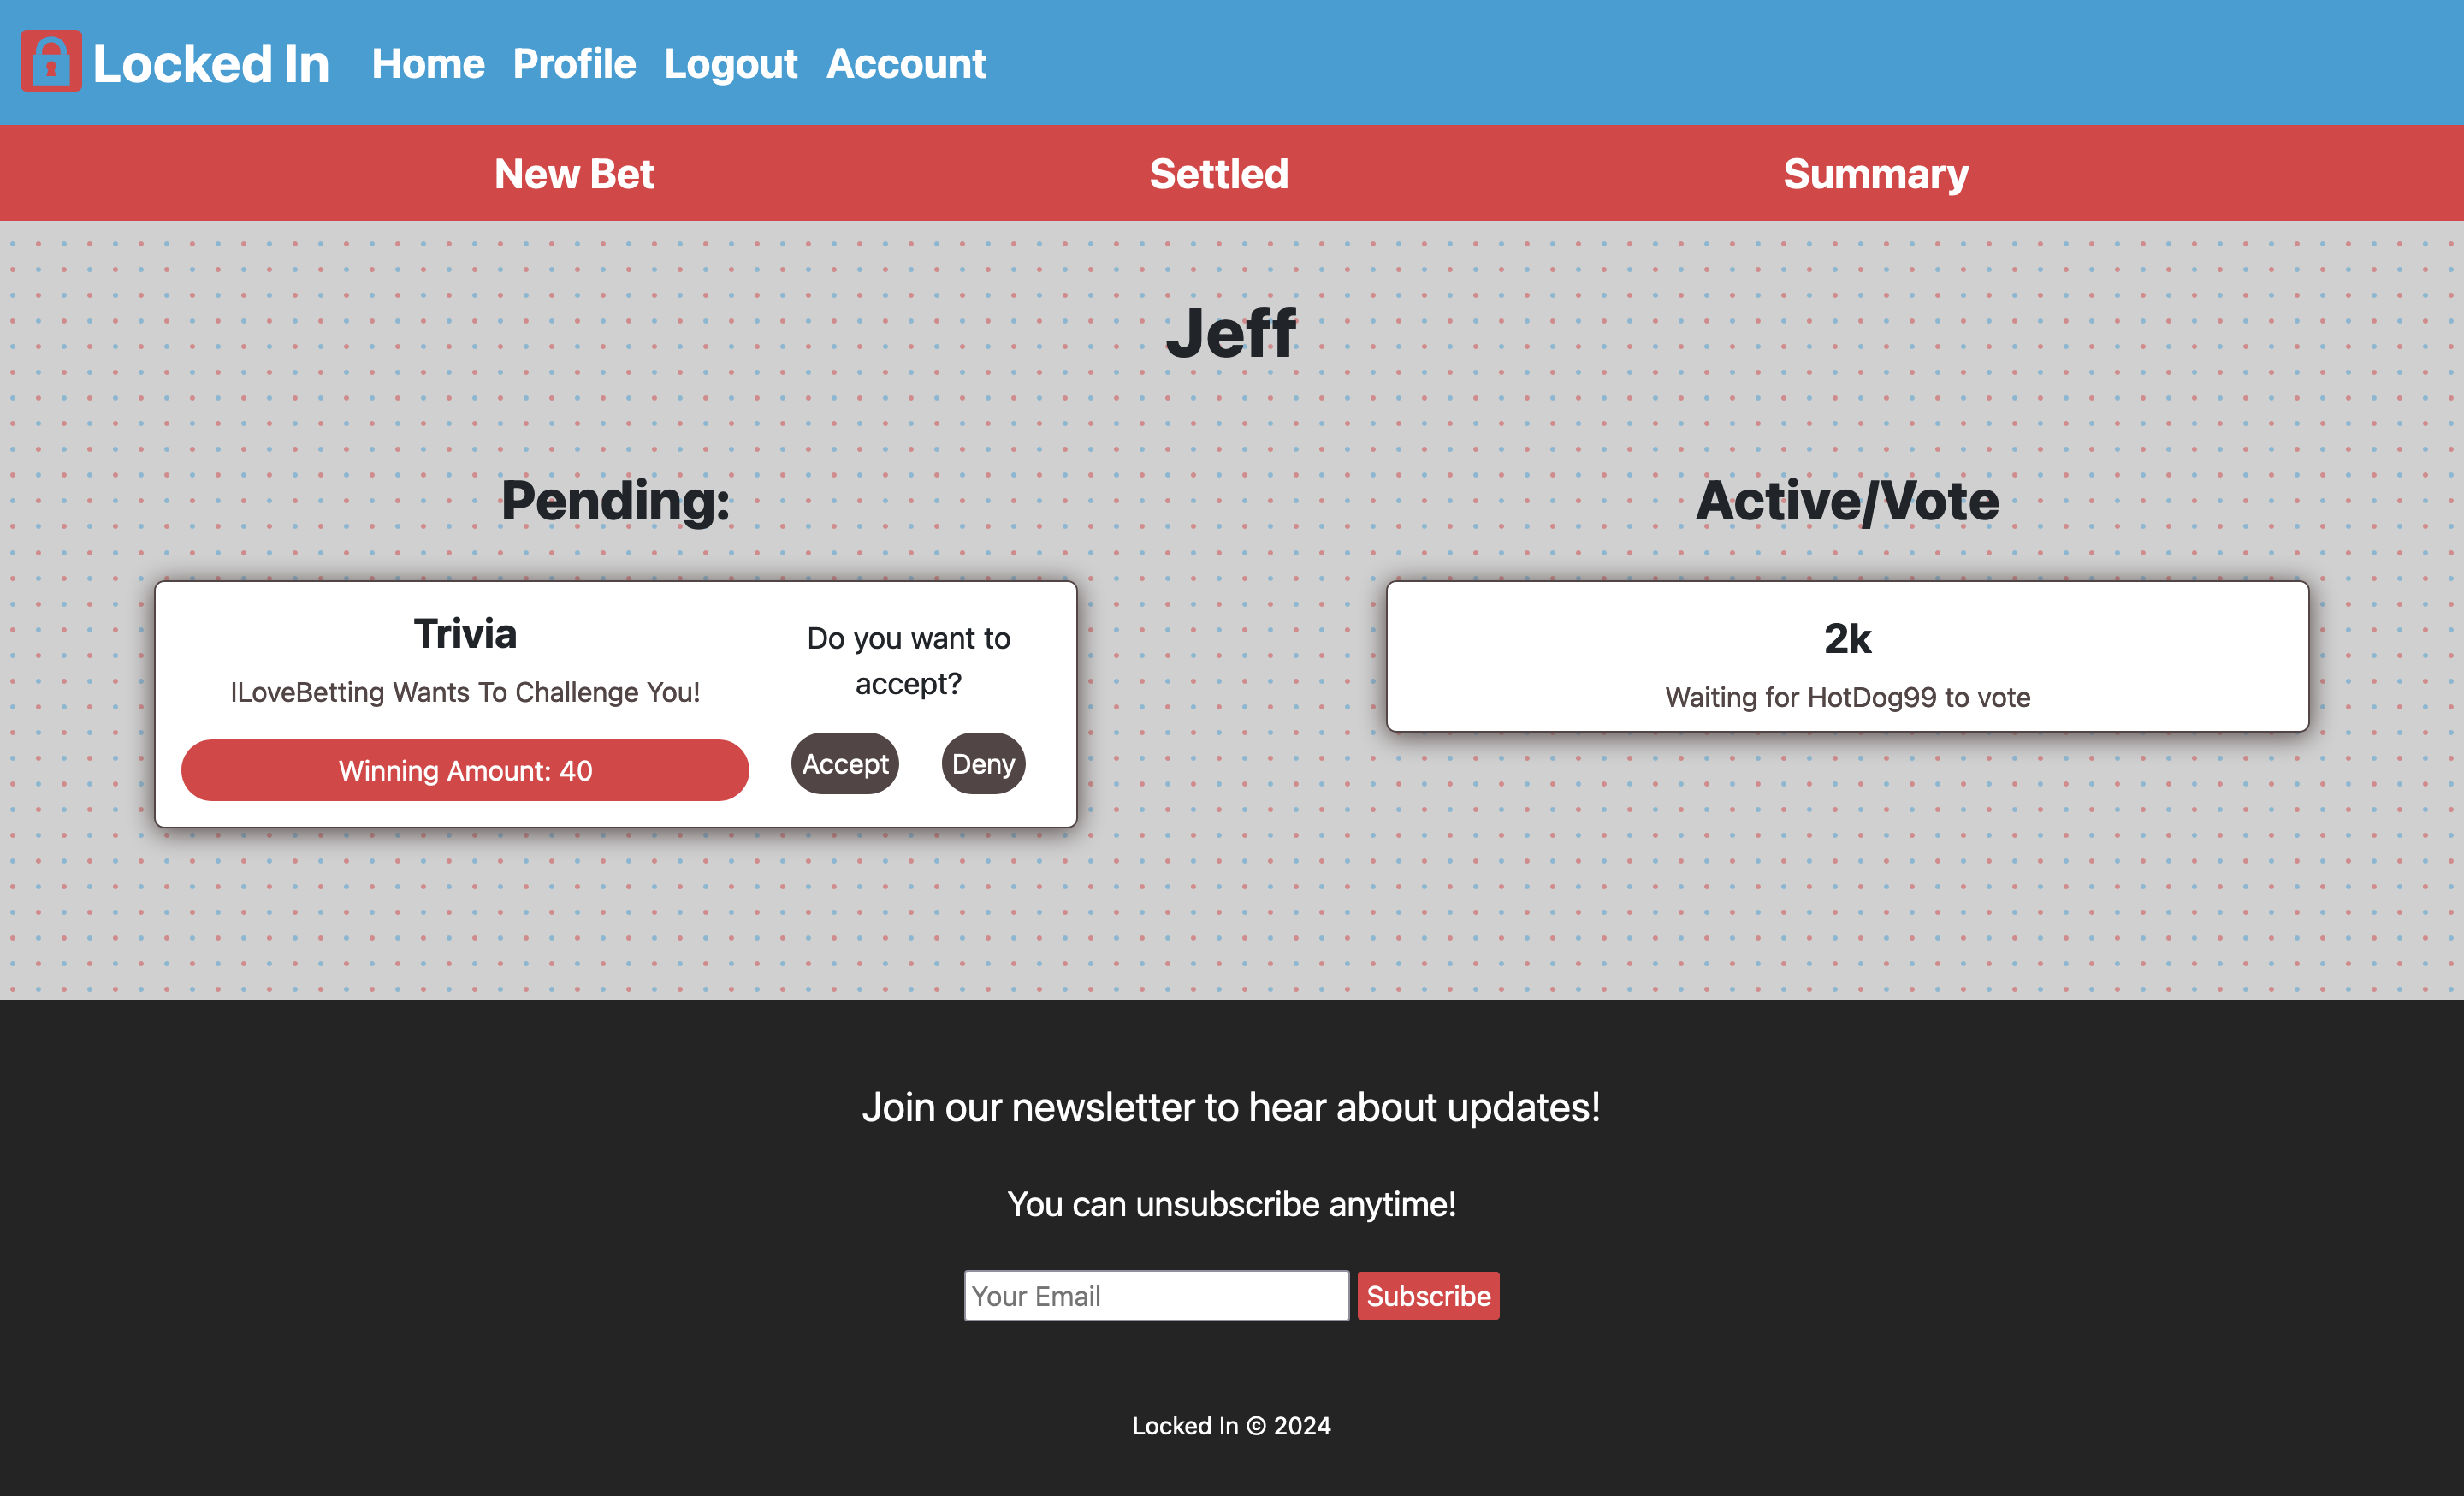 Locked In Home Profile Logout Account
New Bet Settled Summary
Jeff
Pending:
Trivia
ILoveBetting Wants To Challenge You!
Winning Amount: 40
Do you want to
accept?
Accept Deny
Active/Vote
2k
Waiting for HotDog99 to vote
Join our newsletter to hear about updates!
You can unsubscribe anytime!
Your Email Subscribe
Locked In © 2024